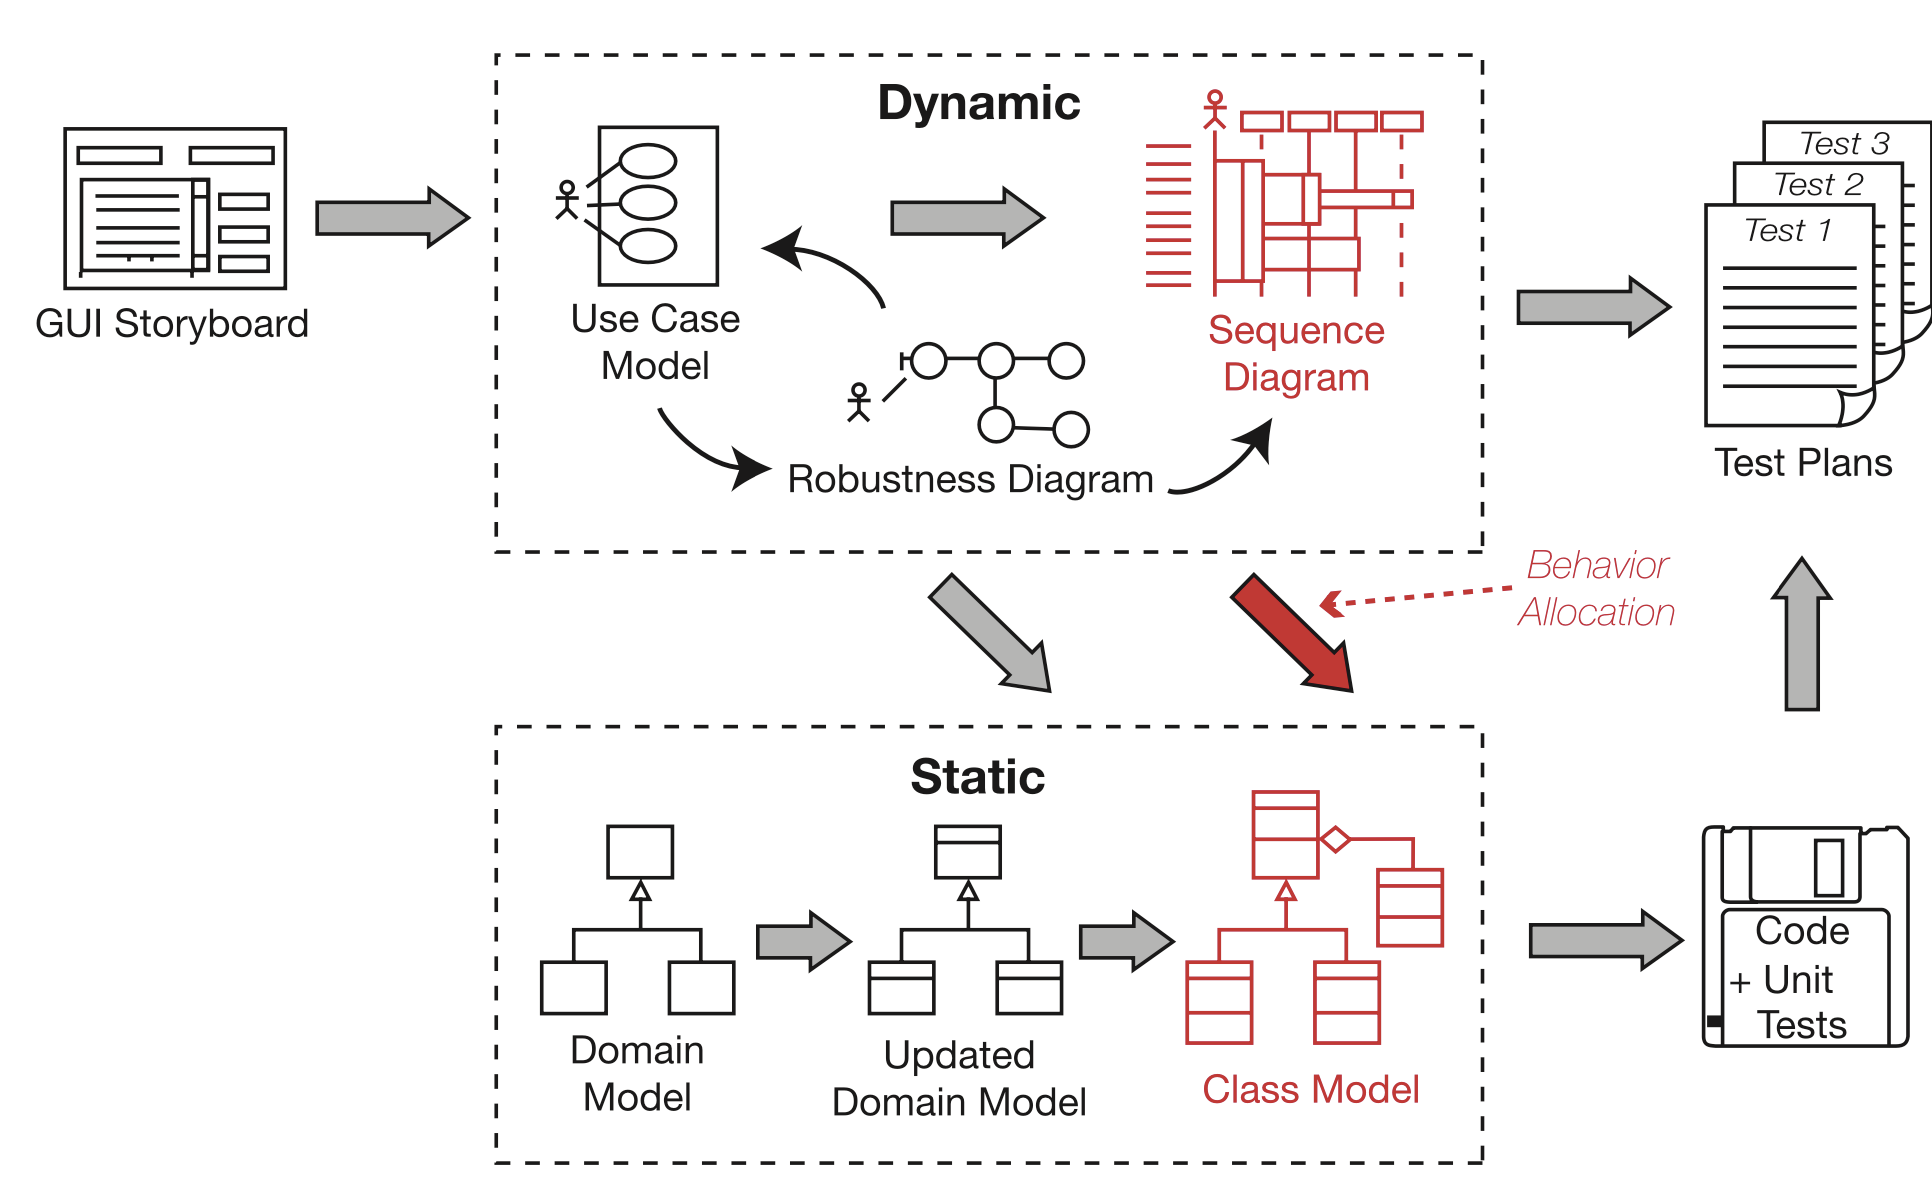 GUI Storyboard
Dynamic
Use Case
Model
Robustness Diagram
Sequence
Diagram
Test 3
Test 2
Test 1
Test Plans
Behavior
Allocation
Static
Domain
Model
Updated
Domain Model
Class Model
Code
+ Unit
Tests